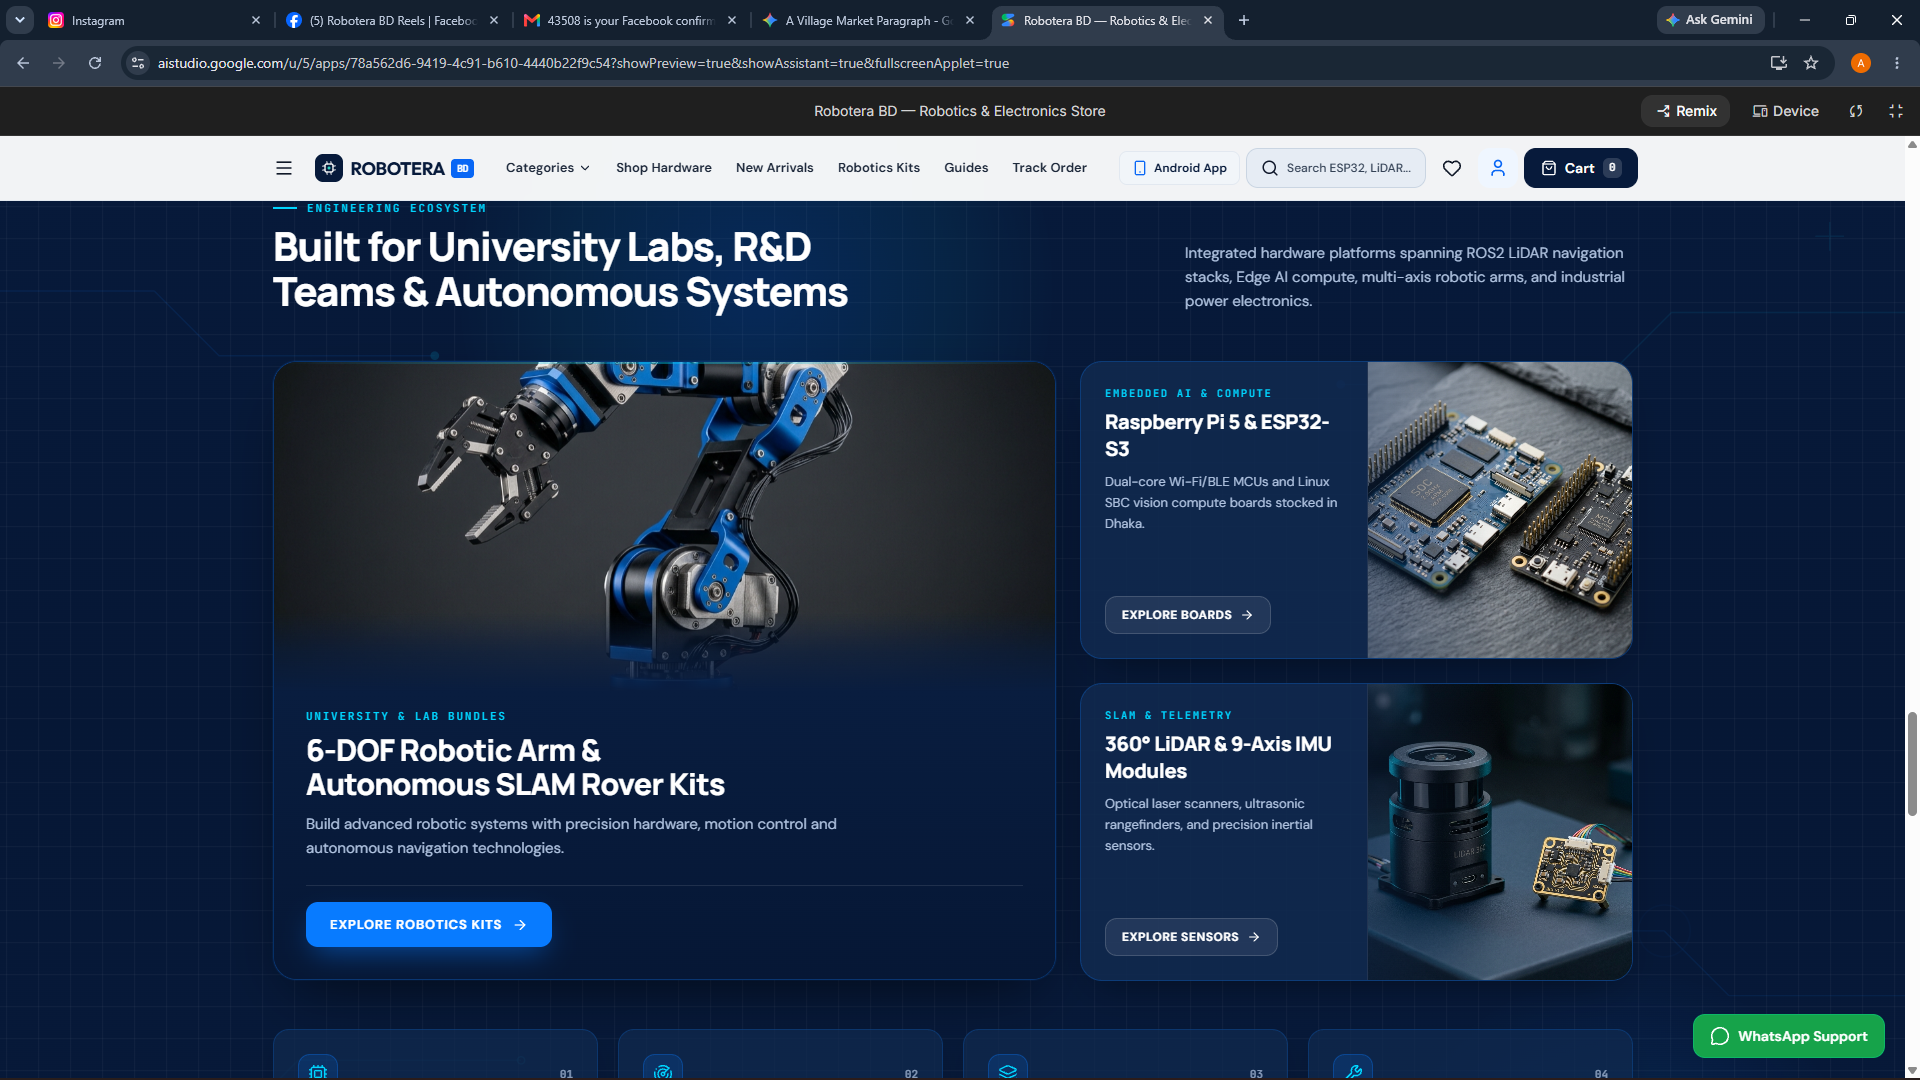 Instagram
(5) Robotera BD Reels | Faceboo
43508 is your Facebook confirm
A Village Market Paragraph - G
Robotera BD — Robotics & Ele
Ask Gemini
aistudio.google.com/u/5/apps/78a562d6-9419-4c91-b610-4440b22f9c54?showPreview=true&showAssistant=true&fullscreenApplet=true
A
Robotera BD — Robotics & Electronics Store
Remix
Device
ROBOTERA BD
Categories
Shop Hardware
New Arrivals
Robotics Kits
Guides
Track Order
Android App
Search ESP32, LiDAR...
Cart 0
ENGINEERING ECOSYSTEM
Built for University Labs, R&D
Teams & Autonomous Systems
Integrated hardware platforms spanning ROS2 LiDAR navigation
stacks, Edge AI compute, multi-axis robotic arms, and industrial
power electronics.
UNIVERSITY & LAB BUNDLES
6-DOF Robotic Arm &
Autonomous SLAM Rover Kits
Build advanced robotic systems with precision hardware, motion control and
autonomous navigation technologies.
EXPLORE ROBOTICS KITS
EMBEDDED AI & COMPUTE
Raspberry Pi 5 & ESP32-
S3
Dual-core Wi-Fi/BLE MCUs and Linux
SBC vision compute boards stocked in
Dhaka.
EXPLORE BOARDS
SOC
MCU
SLAM & TELEMETRY
360° LiDAR & 9-Axis IMU
Modules
Optical laser scanners, ultrasonic
rangefinders, and precision inertial
sensors.
EXPLORE SENSORS
LIDAR360
01
02
03
04
WhatsApp Support